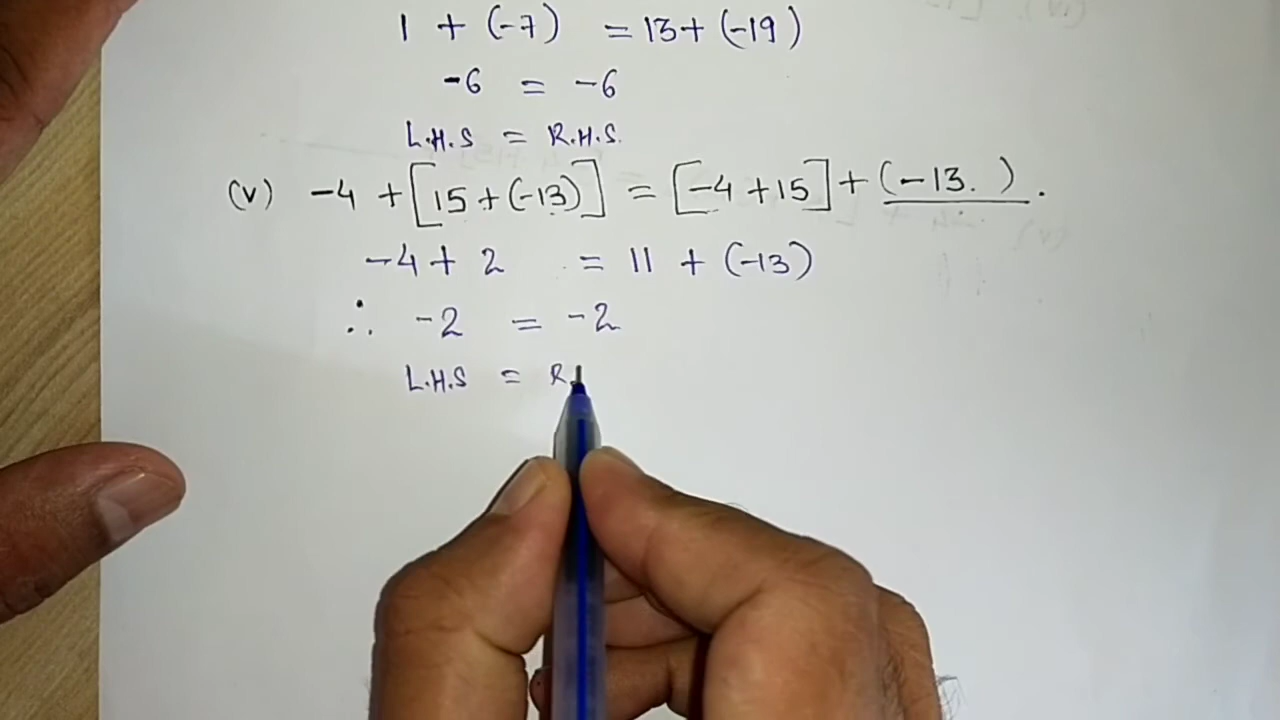 1 + (-7) = 13 + (-19)
-6 = -6
L.H.S = R.H.S.
(v) -4 + [15 + (-13)] = [-4 + 15] + (-13. ) .
-4 + 2 = 11 + (-13)
∴ -2 = -2
L.H.S = R.